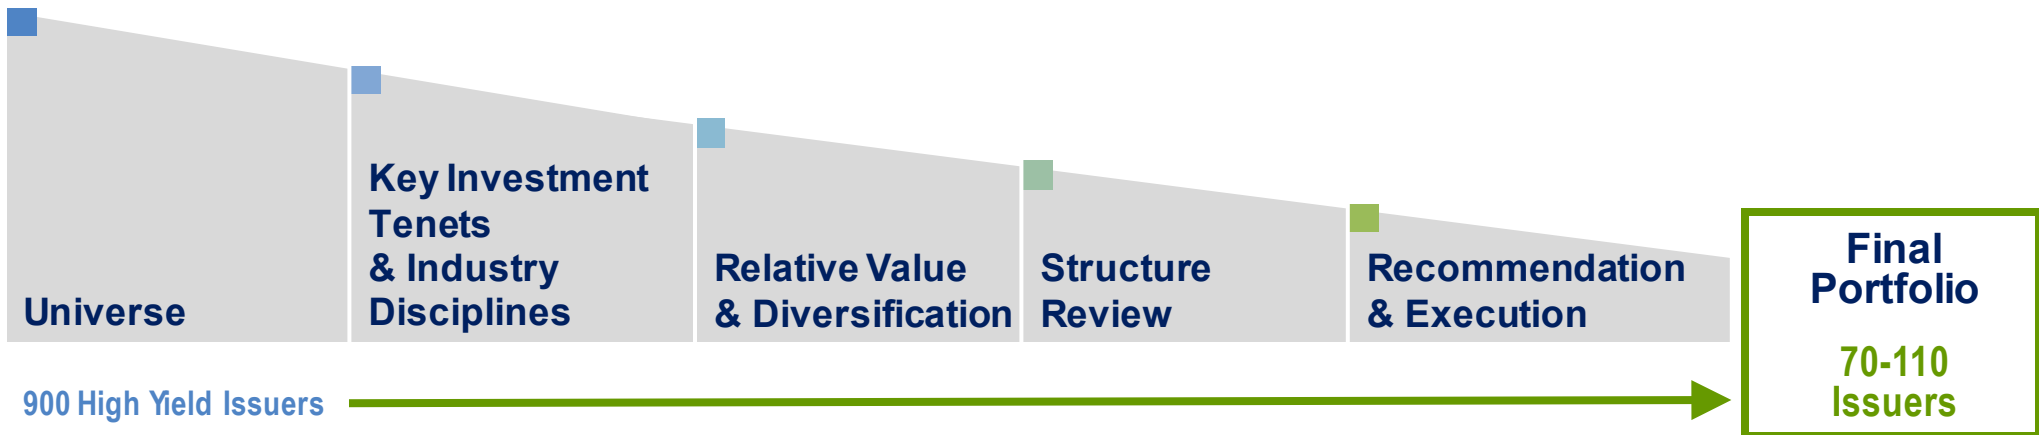 Universe
Key Investment
Tenets
& Industry
Disciplines
Relative Value
& Diversification
Structure
Review
Recommendation
& Execution
Final
Portfolio
70-110
Issuers
900 High Yield Issuers